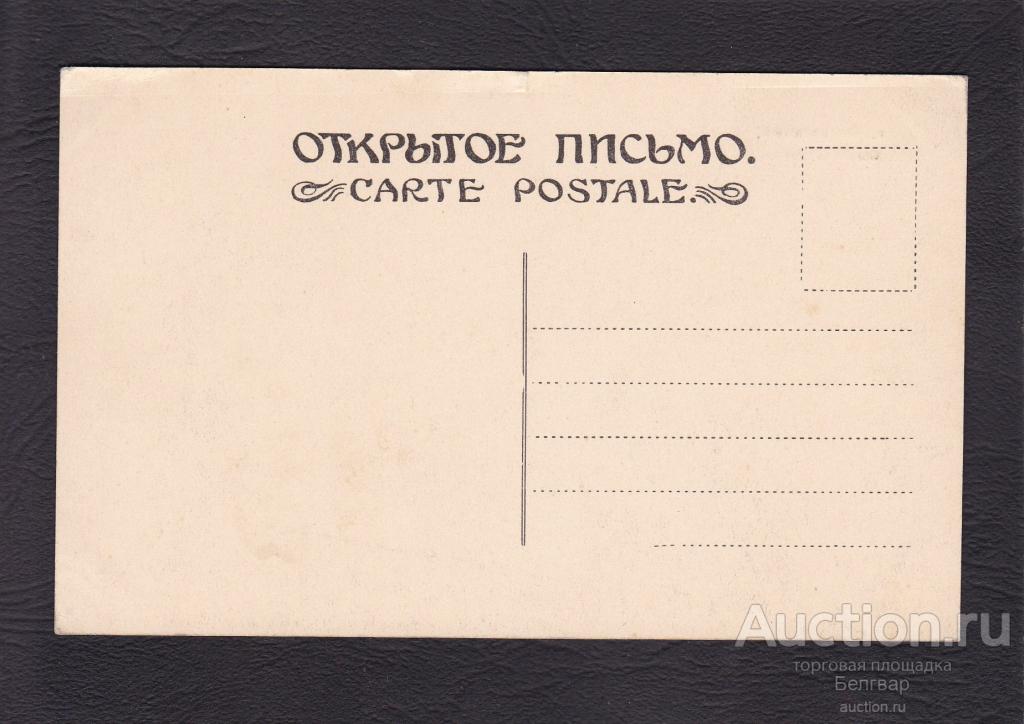 ОТКРЫТОЕ ПИСЬМО.
CARTE POSTALE.
Auction.ru
торговая площадка
Белгвар
auction.ru